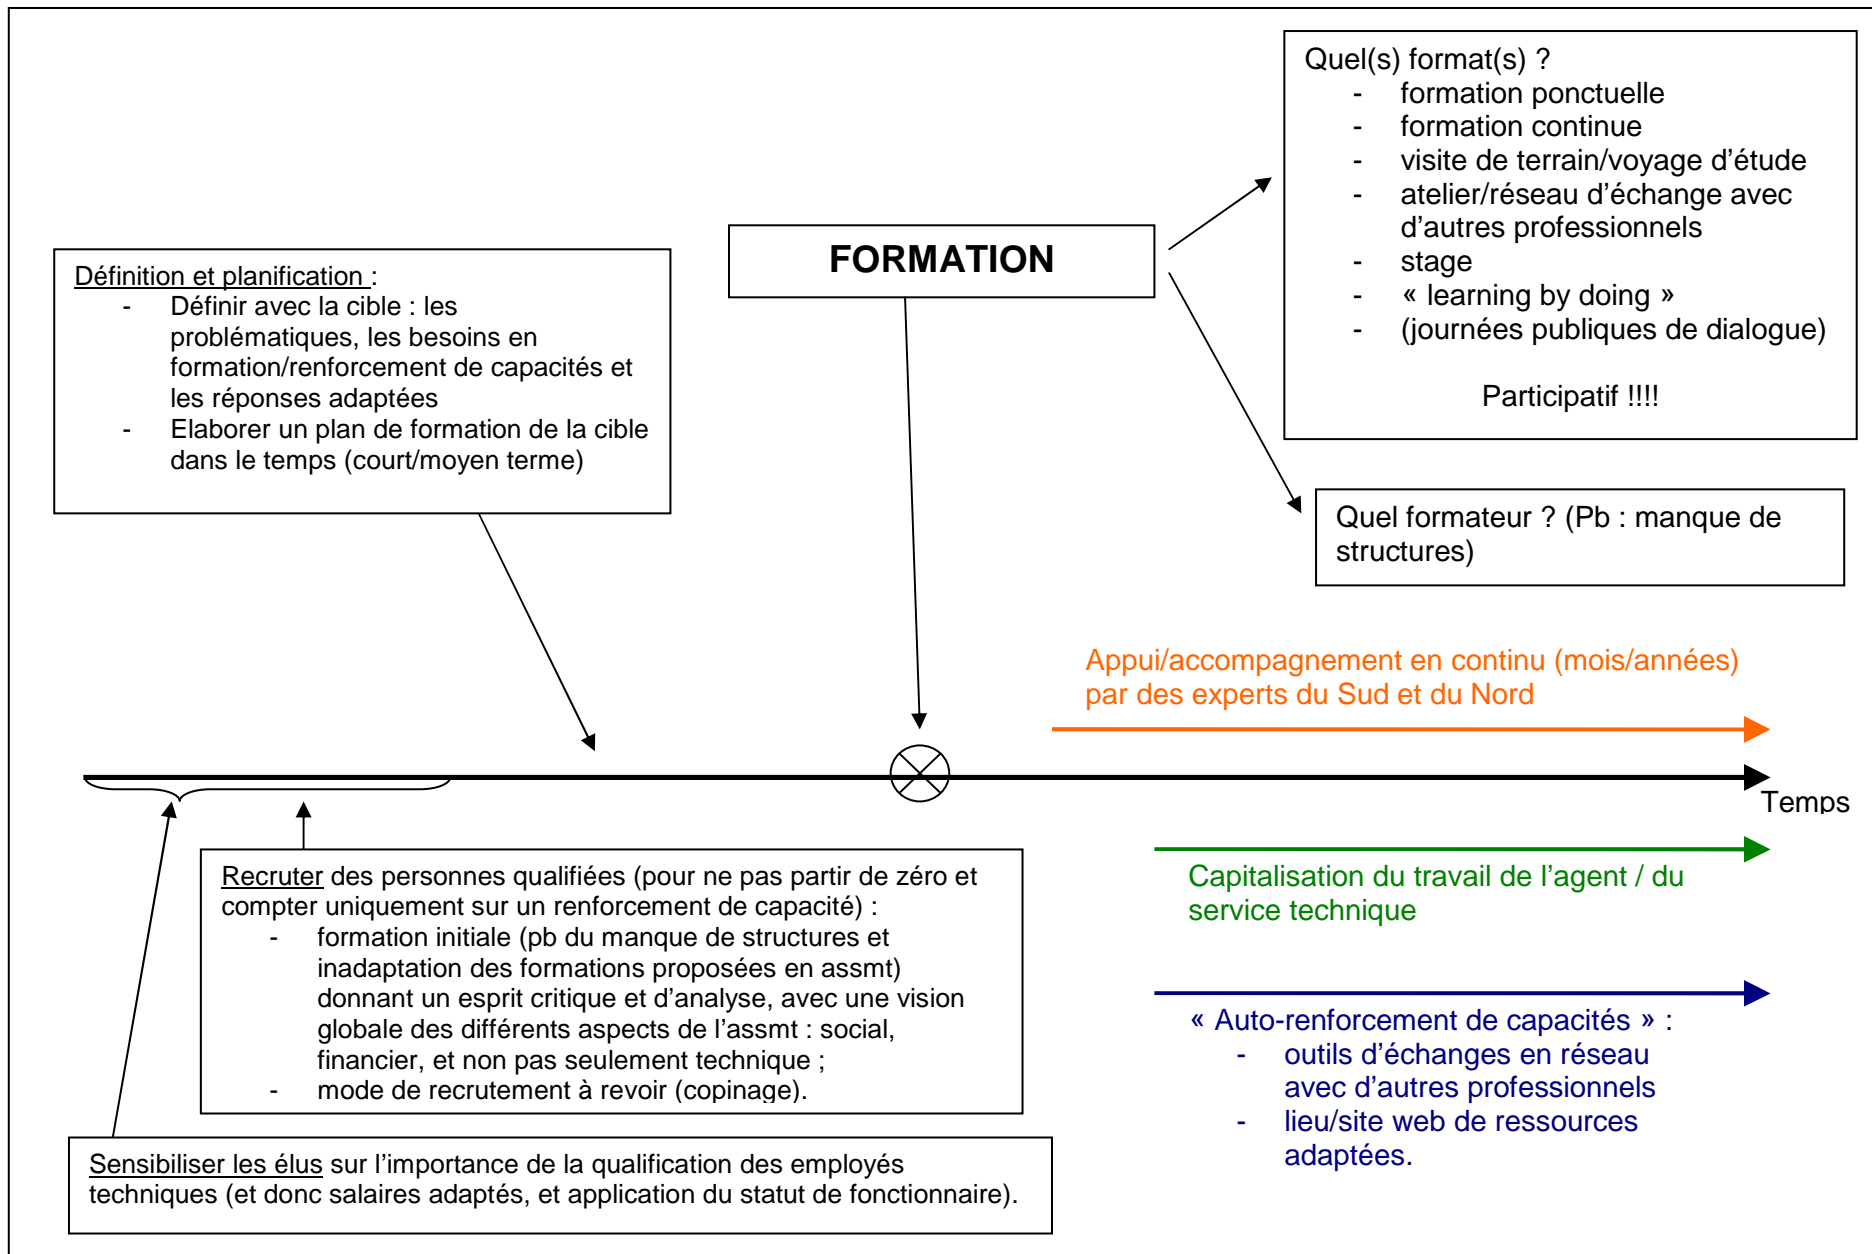 Quel(s) format(s) ?
- formation ponctuelle
- formation continue
- visite de terrain/voyage d'étude
- atelier/réseau d'échange avec
d'autres professionnels
- stage
- « learning by doing »
- (journées publiques de dialogue)
Participatif !!!!
FORMATION
Définition et planification :
- Définir avec la cible : les
problématiques, les besoins en
formation/renforcement de capacités et
les réponses adaptées
- Elaborer un plan de formation de la cible
dans le temps (court/moyen terme)
Quel formateur ? (Pb : manque de
structures)
Appui/accompagnement en continu (mois/années)
par des experts du Sud et du Nord
Temps
Recruter des personnes qualifiées (pour ne pas partir de zéro et
compter uniquement sur un renforcement de capacité) :
- formation initiale (pb du manque de structures et
inadaptation des formations proposées en assmt)
donnant un esprit critique et d'analyse, avec une vision
globale des différents aspects de l'assmt : social,
financier, et non pas seulement technique ;
- mode de recrutement à revoir (copinage).
Capitalisation du travail de l'agent / du
service technique
« Auto-renforcement de capacités » :
- outils d'échanges en réseau
avec d'autres professionnels
- lieu/site web de ressources
adaptées.
Sensibiliser les élus sur l'importance de la qualification des employés
techniques (et donc salaires adaptés, et application du statut de fonctionnaire).